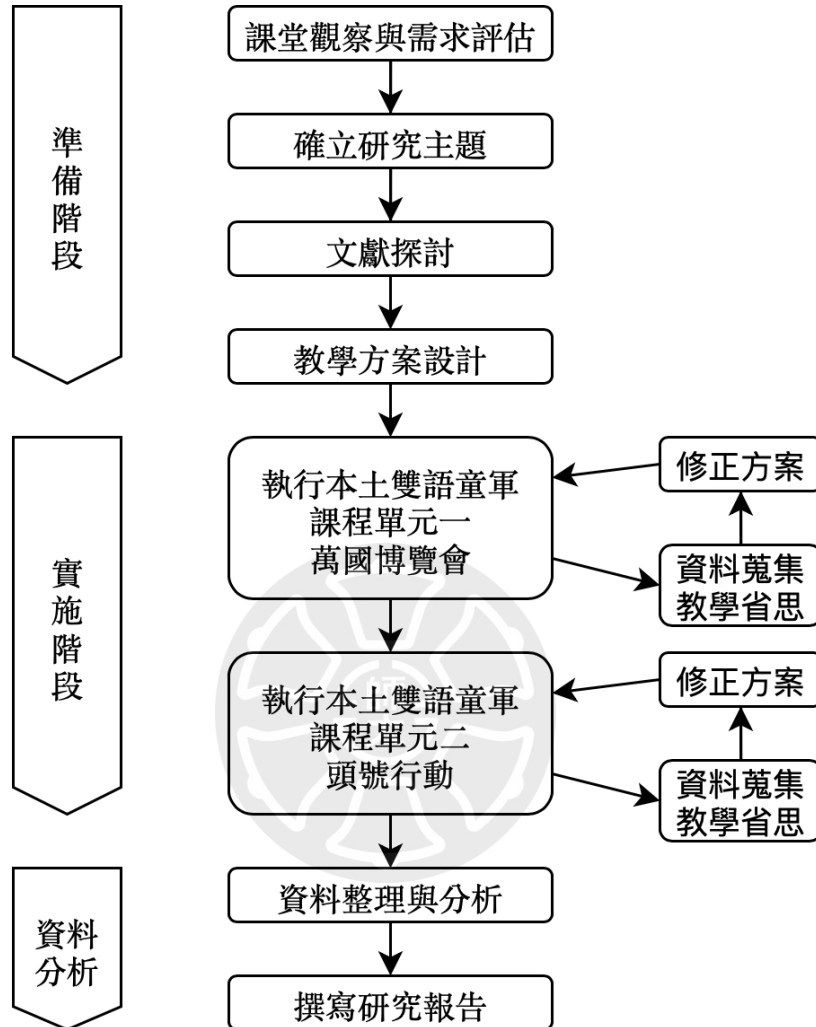 準備階段
課堂觀察與需求評估
確立研究主題
文獻探討
教學方案設計
實施階段
執行本土雙語童軍
課程單元一
萬國博覽會
修正方案
資料蒐集
教學省思
執行本土雙語童軍
課程單元二
頭號行動
修正方案
資料蒐集
教學省思
資料
分析
資料整理與分析
撰寫研究報告